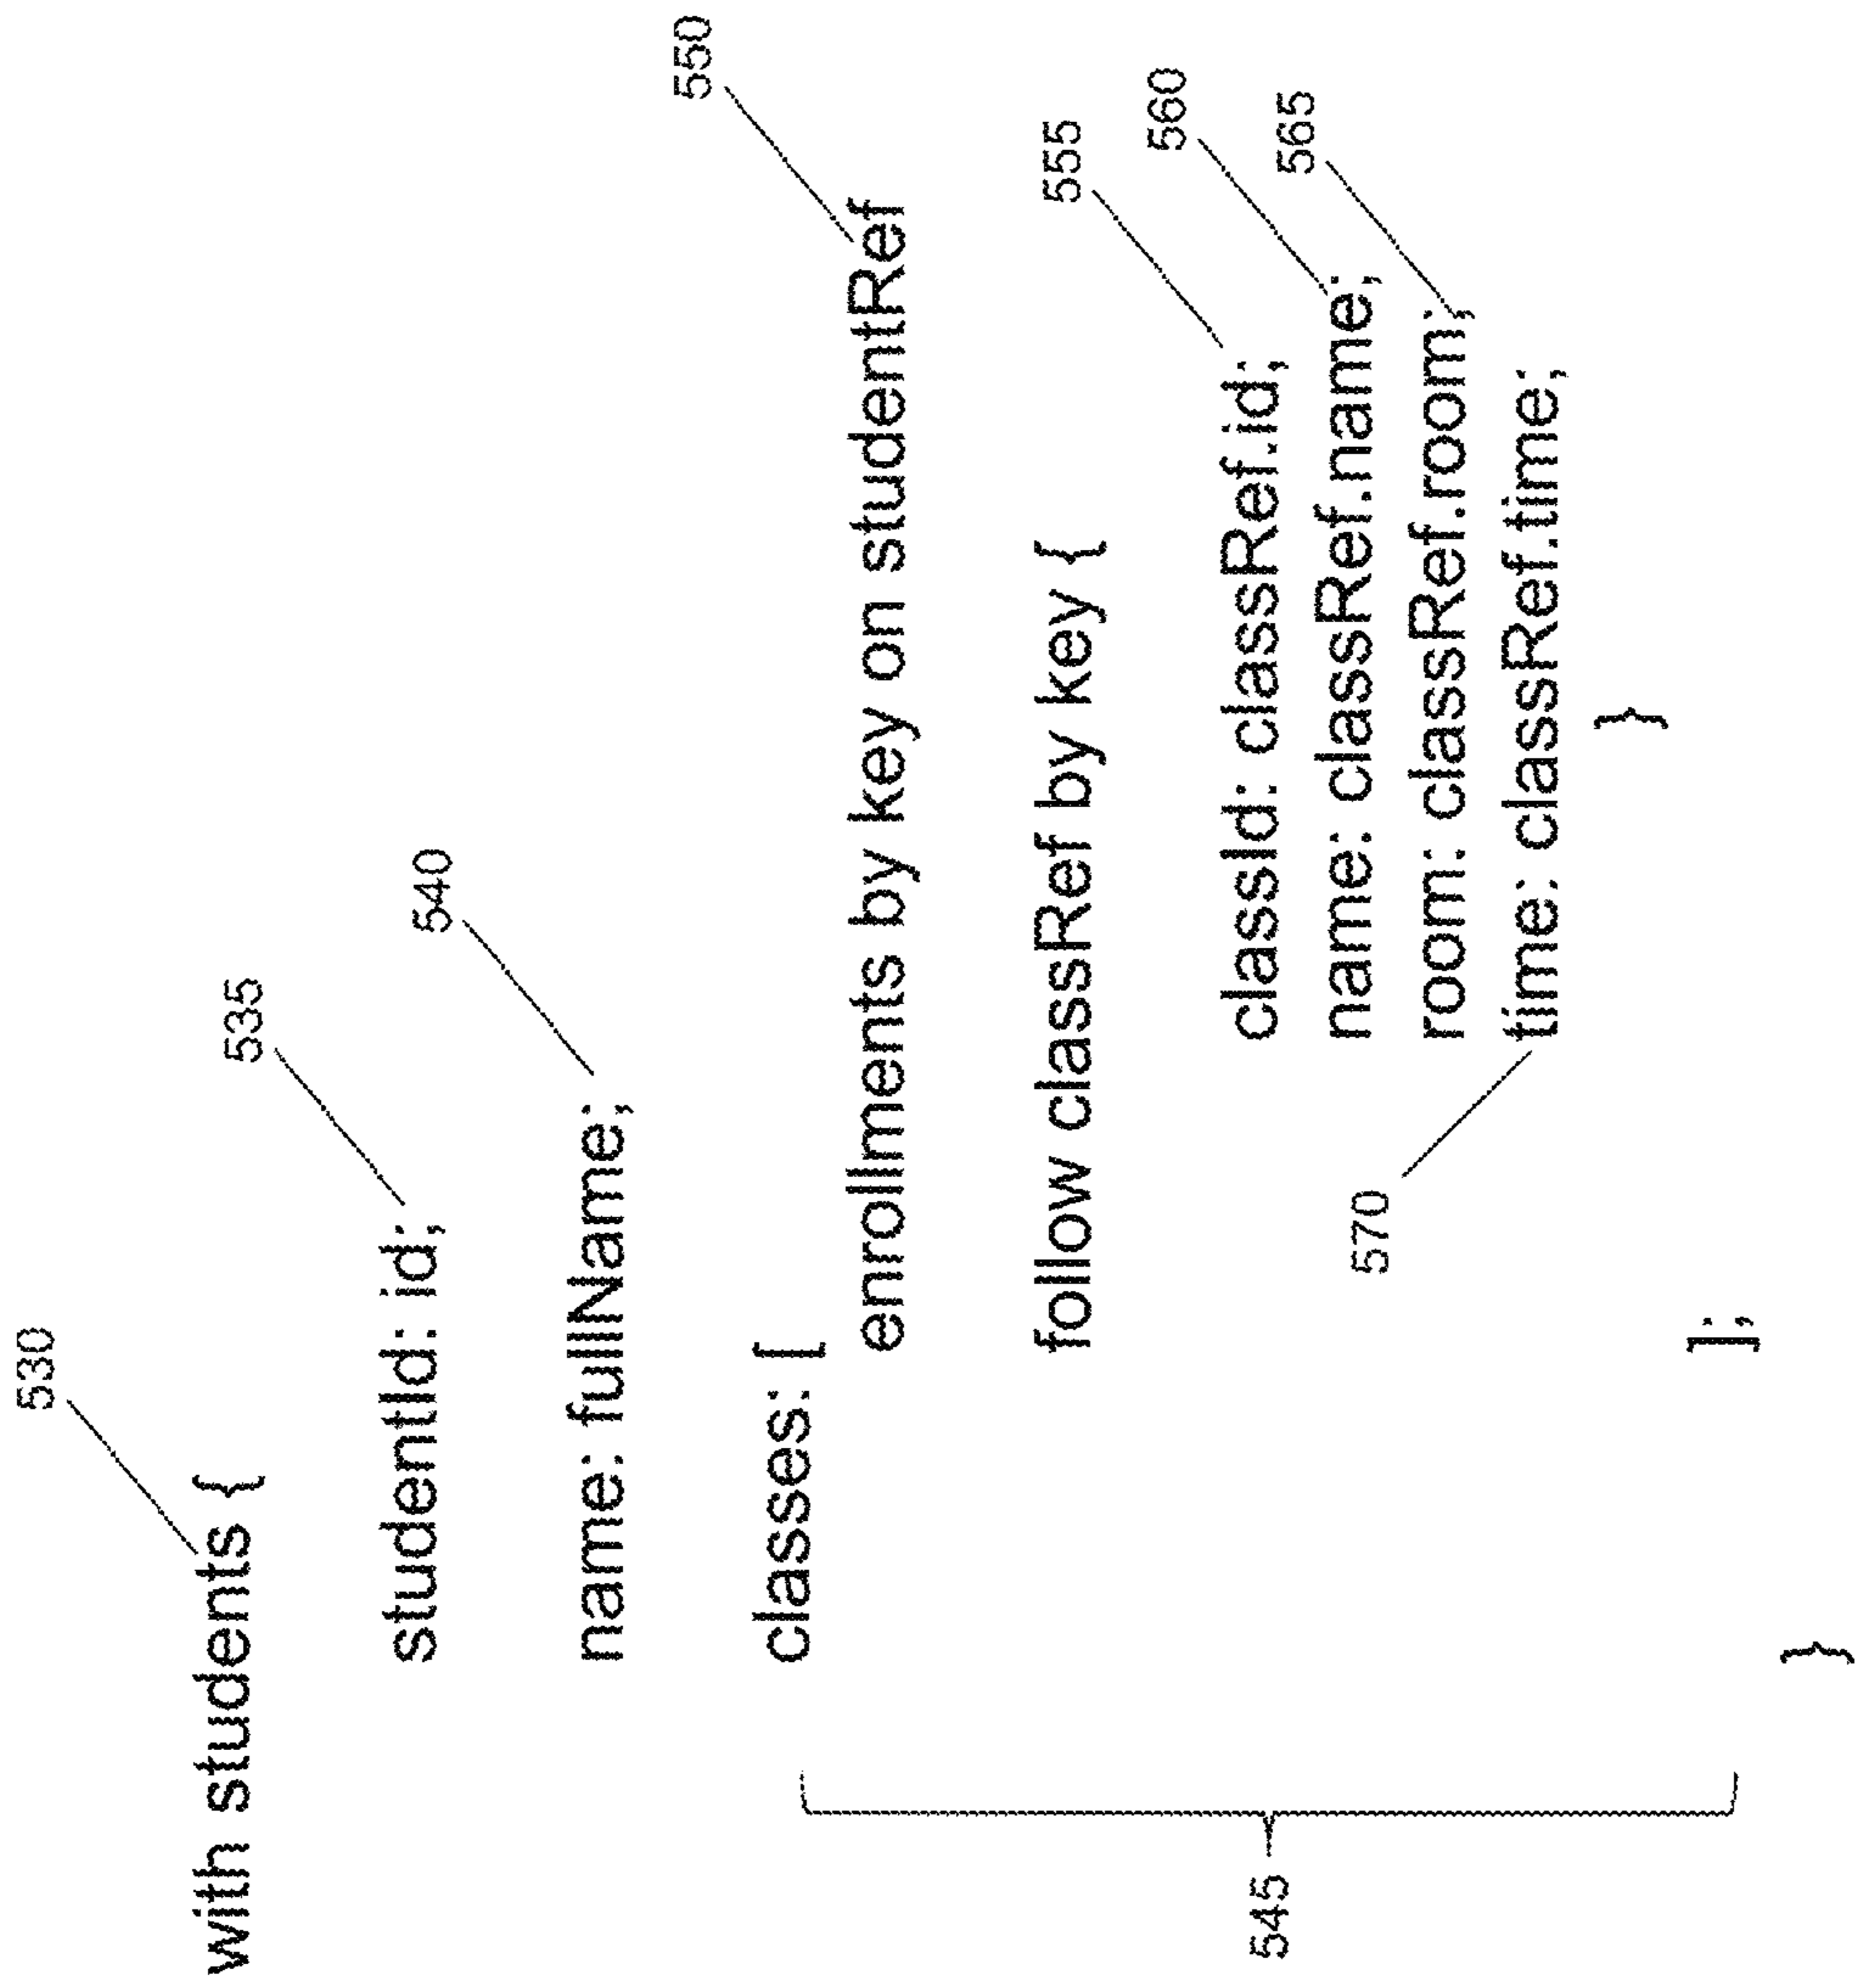 530
with students {
535
studentId: id;
540
name: fullName;
classes: [
550
enrollments by key on studentRef
follow classRef by key {
555
classId: classRef.id;
560
name: classRef.name;
565
room: classRef.room;
570
time: classRef.time;
}
];
}
545